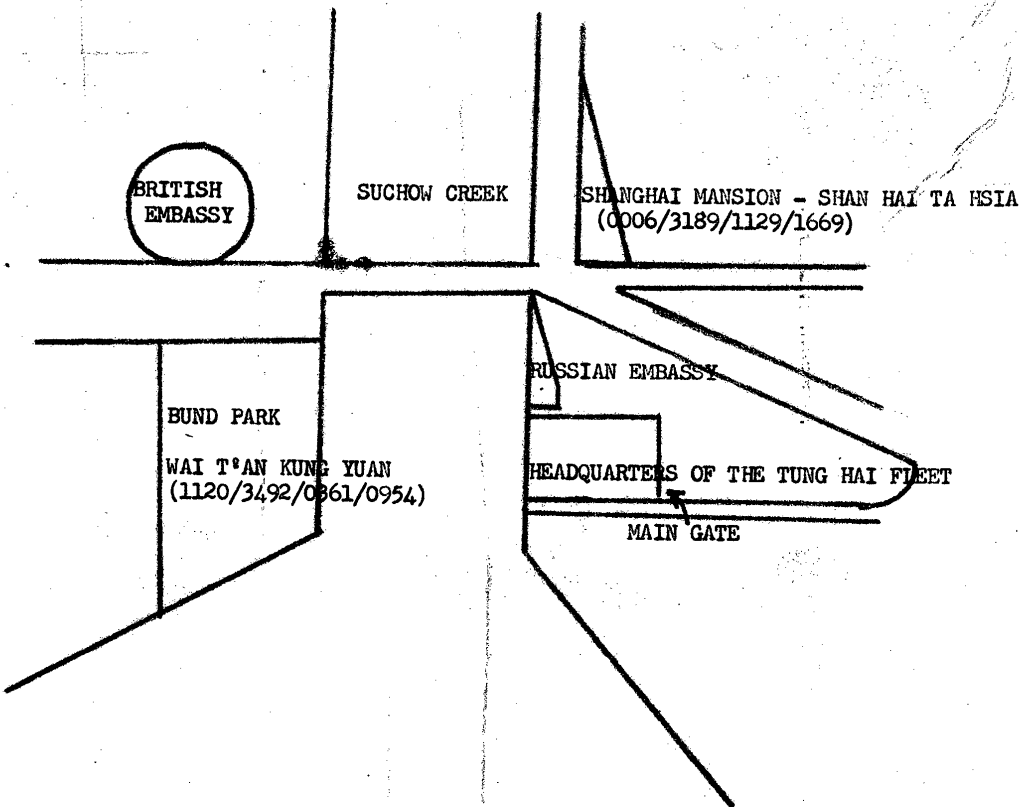 BRITISH
EMBASSY
SUCHOW CREEK
SHANGHAI MANSION - SHAN HAI TA HSIA
(0006/3189/1129/1669)
RUSSIAN EMBASSY
BUND PARK
WAI T'AN KUNG YUAN
(1120/3492/0361/0954)
HEADQUARTERS OF THE TUNG HAI FLEET
MAIN GATE